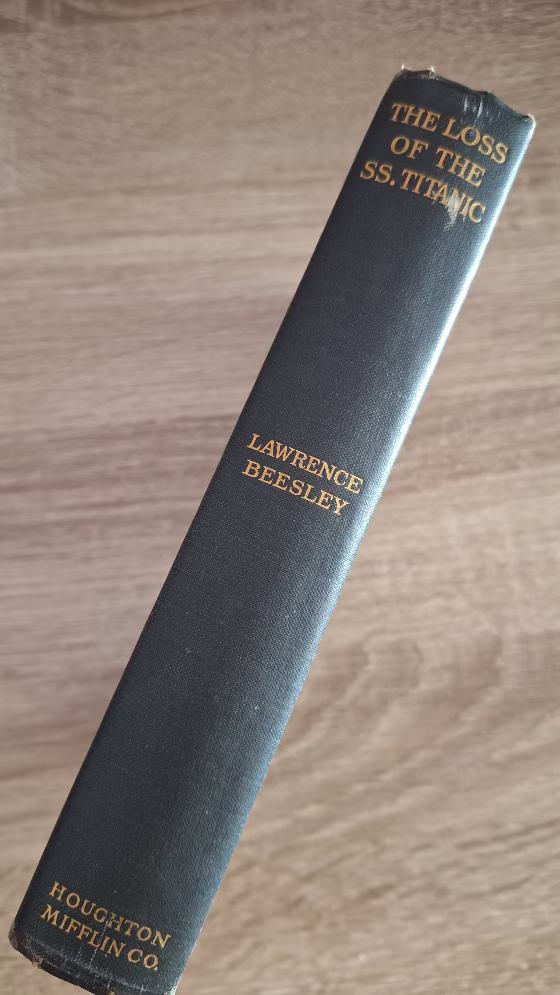 THE LOSS
OF THE
SS. TITANIC
LAWRENCE
BEESLEY
HOUGHTON
MIFFLIN CO.